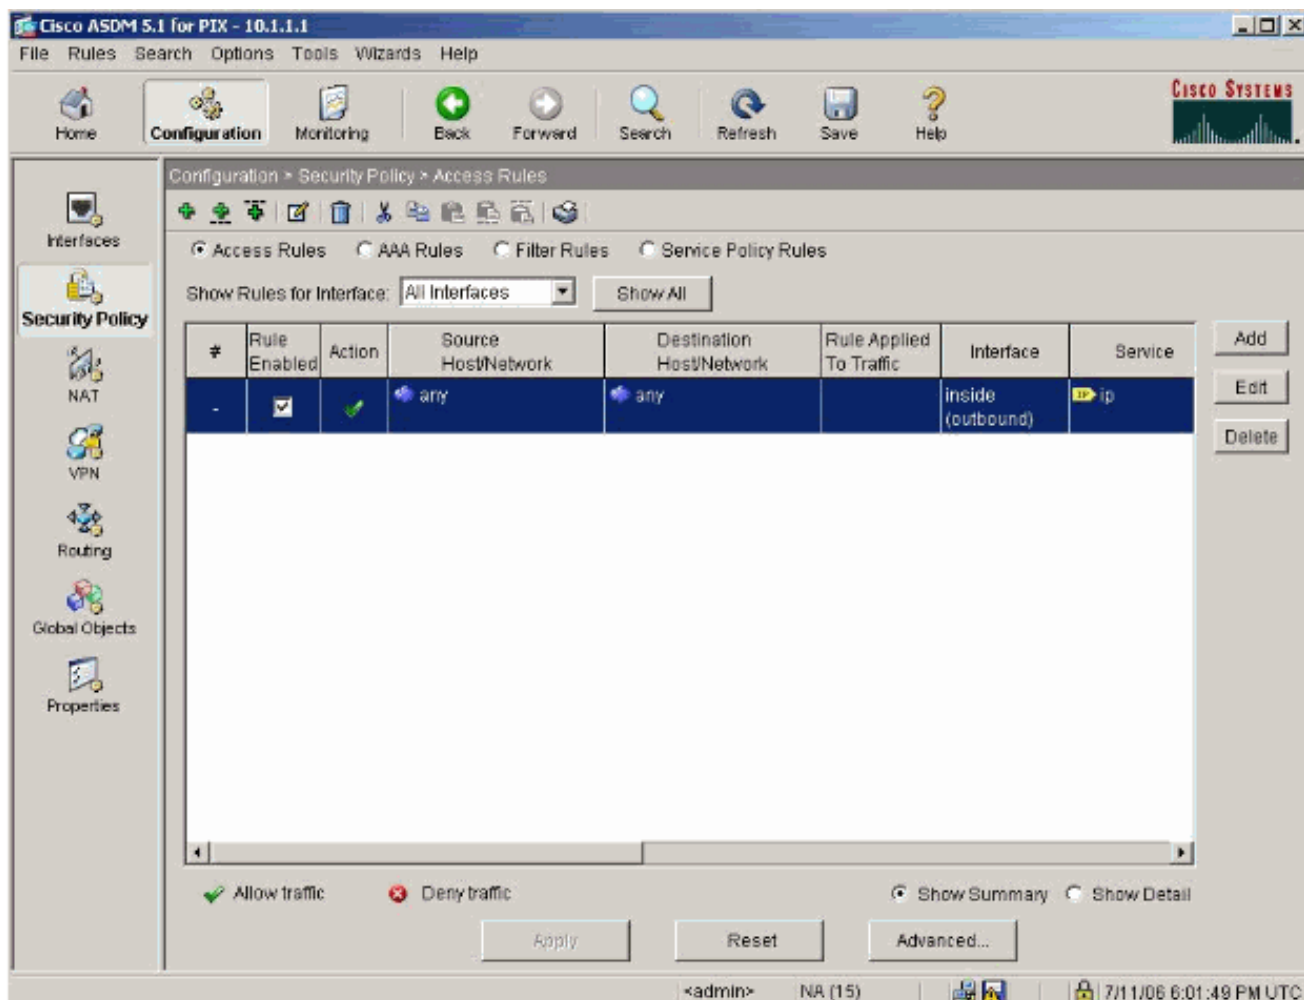 Cisco ASDM 5.1 for PIX - 10.1.1.1
File Rules Search Options Tools Wizards Help
Home Configuration Monitoring Back Forward Search Refresh Save Help
CISCO SYSTEMS
Configuration > Security Policy > Access Rules
Interfaces
Security Policy
NAT
VPN
Routing
Global Objects
Properties
Access Rules AAA Rules Filter Rules Service Policy Rules
Show Rules for Interface: All Interfaces Show All
# Rule Enabled Action Source Host/Network Destination Host/Network Rule Applied To Traffic Interface Service
- any any inside (outbound) IP ip
Add
Edit
Delete
Allow traffic Deny traffic Show Summary Show Detail
Apply Reset Advanced...
<admin> NA (15) 7/11/06 6:01:49 PM UTC